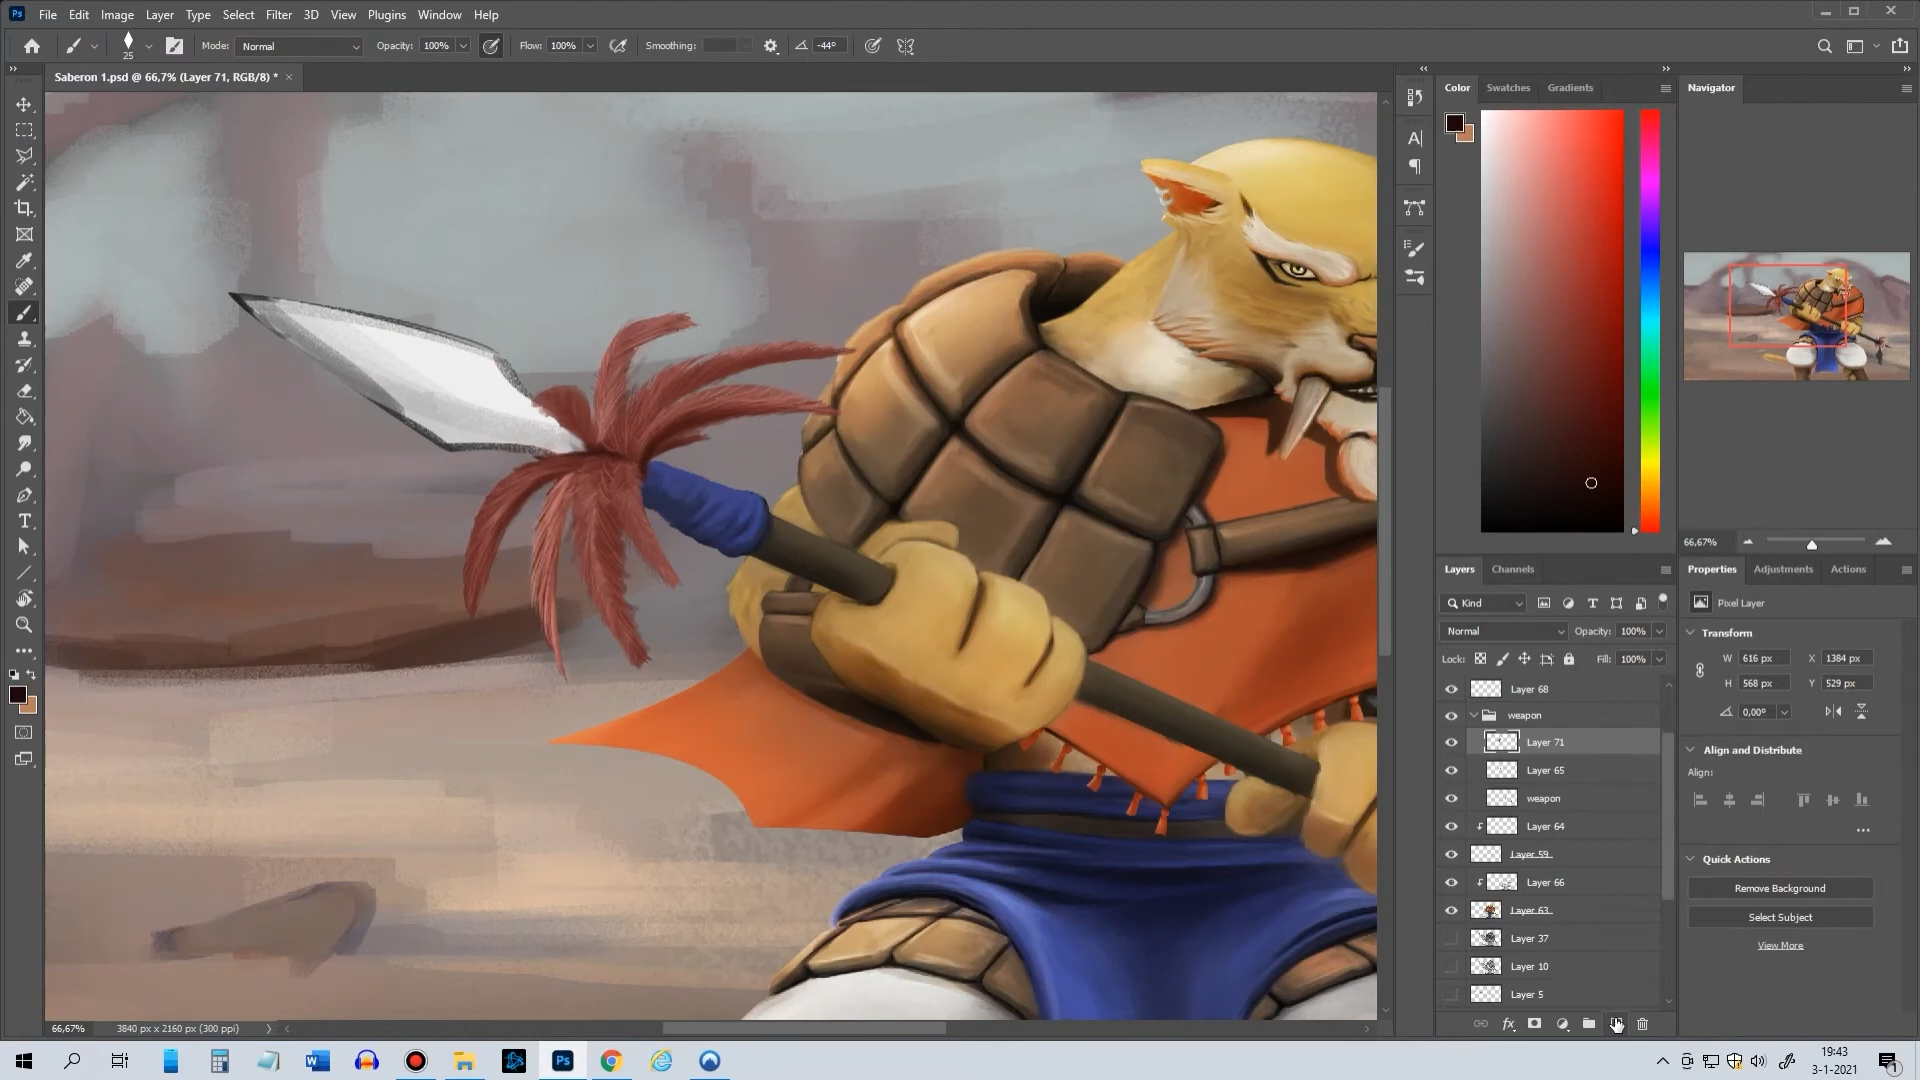 Ps File Edit Image Layer Type Select Filter 3D View Plugins Window Help
25 Mode: Normal Opacity: 100% Flow: 100% Smoothing: -44°
Saberon 1.psd @ 66,7% (Layer 71, RGB/8) * ×
Color Swatches Gradients
Navigator
66,67%
Layers Channels
Properties Adjustments Actions
Kind
Pixel Layer
Normal Opacity: 100%
Transform
Lock: Fill: 100%
W 616 px X 1384 px
H 568 px Y 529 px
0,00°
Layer 68
weapon
Layer 71
Layer 65
weapon
Layer 64
Layer 59
Layer 66
Layer 63
Layer 37
Layer 10
Layer 5
Align and Distribute
Align:
Quick Actions
Remove Background
Select Subject
View More
66,67% 3840 px x 2160 px (300 ppi)
Ps
19:43
3-1-2021
1